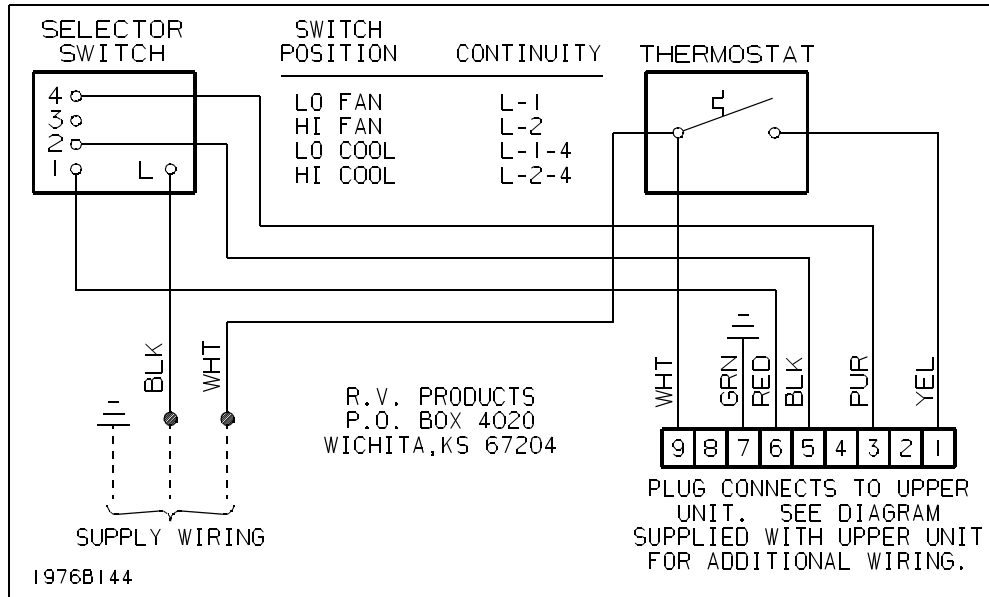 SELECTOR
SWITCH
4
3
2
1 L
SWITCH
POSITION CONTINUITY
LO FAN L-1
HI FAN L-2
LO COOL L-1-4
HI COOL L-2-4
THERMOSTAT
BLK
WHT
R.V. PRODUCTS
P.O. BOX 4020
WICHITA,KS 67204
WHT
GRN
RED
BLK
PUR
YEL
9 8 7 6 5 4 3 2 1
PLUG CONNECTS TO UPPER
UNIT. SEE DIAGRAM
SUPPLIED WITH UPPER UNIT
FOR ADDITIONAL WIRING.
SUPPLY WIRING
1976B144